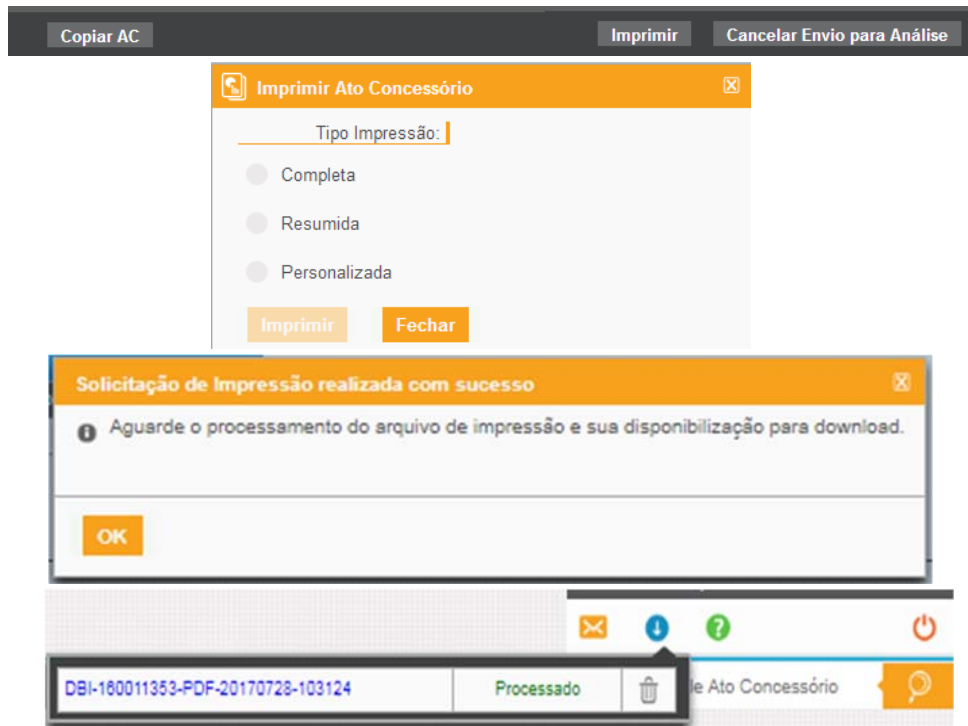 Copiar AC Imprimir Cancelar Envio para Análise
Imprimir Ato Concessório
Tipo Impressão:
Completa
Resumida
Personalizada
Imprimir Fechar
Solicitação de Impressão realizada com sucesso
Aguarde o processamento do arquivo de impressão e sua disponibilização para download.
OK
DBI-160011353-PDF-20170728-103124 Processado
de Ato Concessório